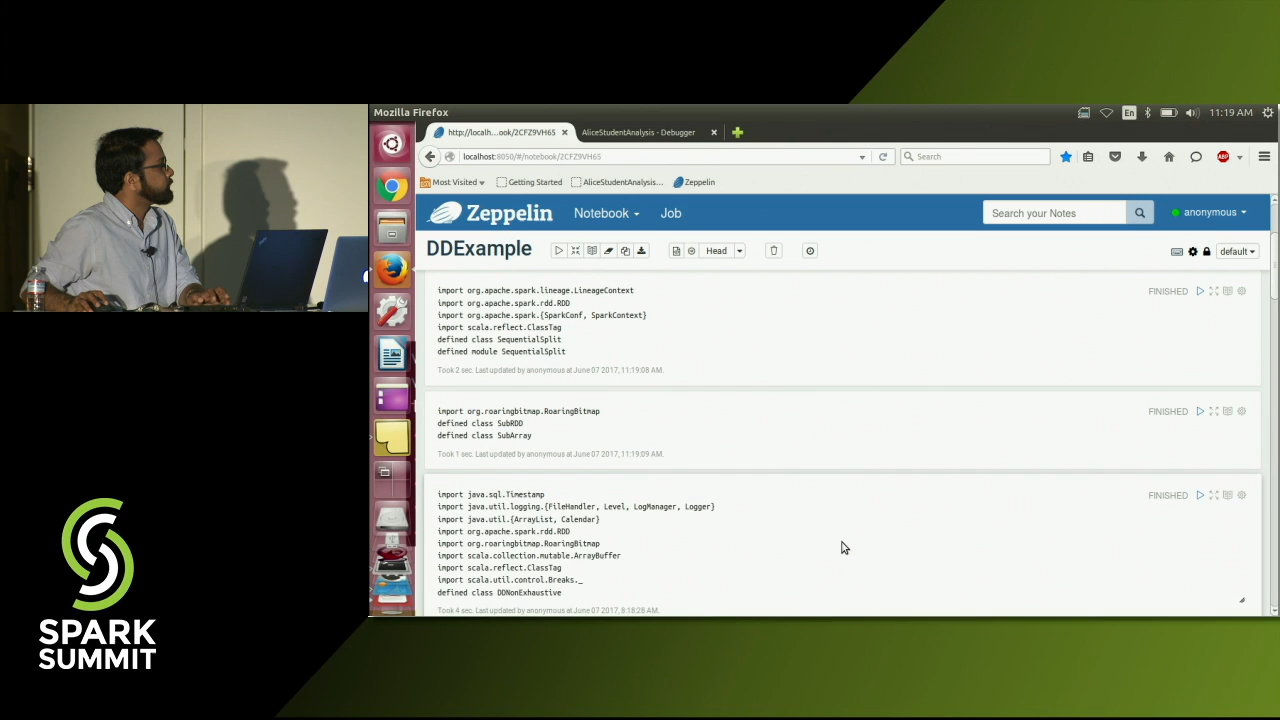 Mozilla Firefox
En
11:19 AM
http://localh...ook/2CFZ9VH65
AliceStudentAnalysis - Debugger
localhost:8050/#/notebook/2CFZ9VH65
Search
ABP
Most Visited
Getting Started
AliceStudentAnalysis...
Zeppelin
Zeppelin
Notebook
Job
Search your Notes
anonymous
DDExample
Head
default
import org.apache.spark.lineage.LineageContext
import org.apache.spark.rdd.RDD
import org.apache.spark.{SparkConf, SparkContext}
import scala.reflect.ClassTag
defined class SequentialSplit
defined module SequentialSplit
FINISHED
Took 2 sec. Last updated by anonymous at June 07 2017, 11:19:08 AM.
import org.roaringbitmap.RoaringBitmap
defined class SubRDD
defined class SubArray
FINISHED
Took 1 sec. Last updated by anonymous at June 07 2017, 11:19:09 AM.
import java.sql.Timestamp
import java.util.logging.{FileHandler, Level, LogManager, Logger}
import java.util.{ArrayList, Calendar}
import org.apache.spark.rdd.RDD
import org.roaringbitmap.RoaringBitmap
import scala.collection.mutable.ArrayBuffer
import scala.reflect.ClassTag
import scala.util.control.Breaks._
defined class DDNonExhaustive
FINISHED
Took 4 sec. Last updated by anonymous at June 07 2017, 8:18:28 AM.
SPARK
SUMMIT